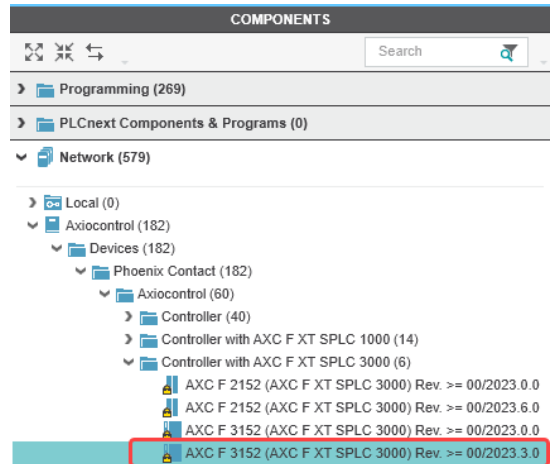 COMPONENTS
Search
Programming (269)
PLCnext Components & Programs (0)
Network (579)
Local (0)
Axiocontrol (182)
Devices (182)
Phoenix Contact (182)
Axiocontrol (60)
Controller (40)
Controller with AXC F XT SPLC 1000 (14)
Controller with AXC F XT SPLC 3000 (6)
AXC F 2152 (AXC F XT SPLC 3000) Rev. >= 00/2023.0.0
AXC F 2152 (AXC F XT SPLC 3000) Rev. >= 00/2023.6.0
AXC F 3152 (AXC F XT SPLC 3000) Rev. >= 00/2023.0.0
AXC F 3152 (AXC F XT SPLC 3000) Rev. >= 00/2023.3.0